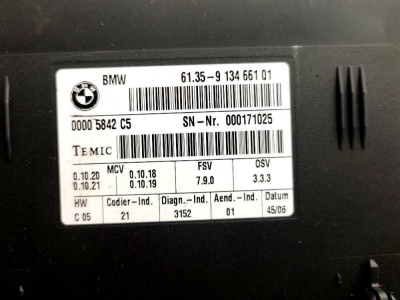 BMW 61.35-9 134 661 01
0000 5842 C5 SN-Nr. 000171025
TEMIC
0.10.20 MCV 0.10.18 FSV OSV
0.10.21 0.10.19 7.9.0 3.3.3
HW Codier-Ind. Diagn.-Ind. Aend.-Ind. Datum
C 05 21 3152 01 45/06